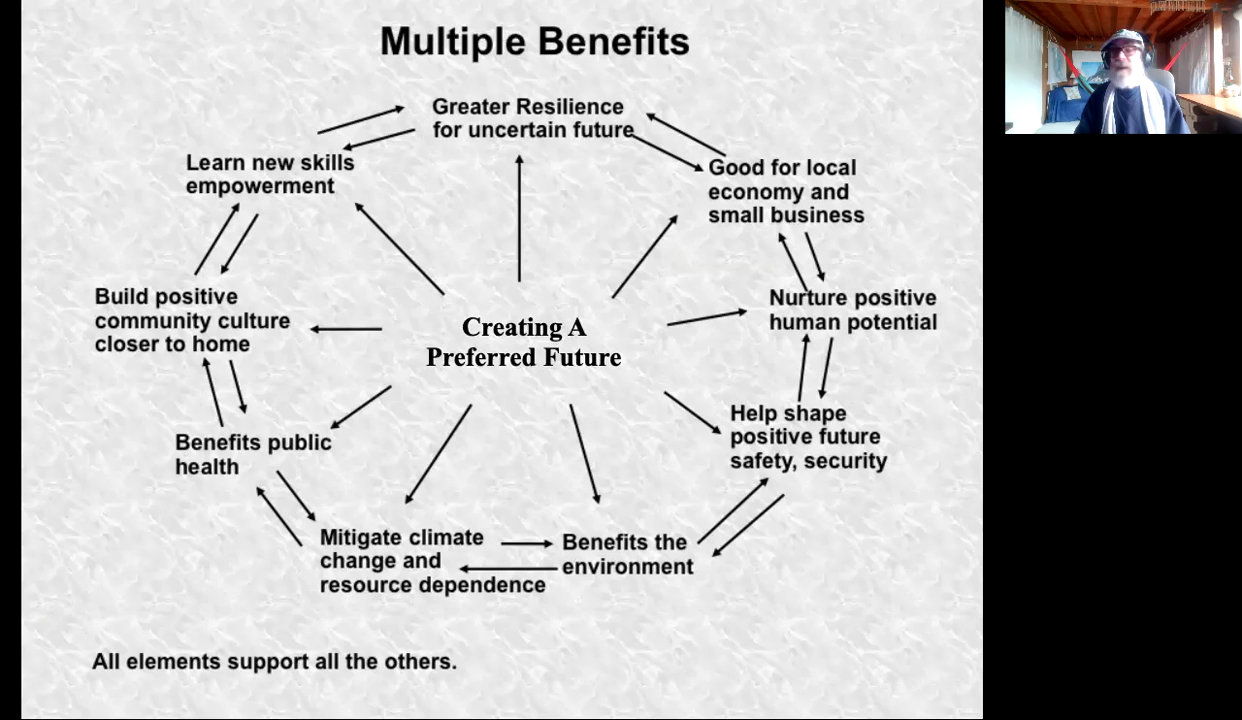 Multiple Benefits
Greater Resilience
for uncertain future
Learn new skills
empowerment
Good for local
economy and
small business
Build positive
community culture
closer to home
Nurture positive
human potential
Creating A
Preferred Future
Benefits public
health
Help shape
positive future
safety, security
Mitigate climate
change and
resource dependence
Benefits the
environment
All elements support all the others.